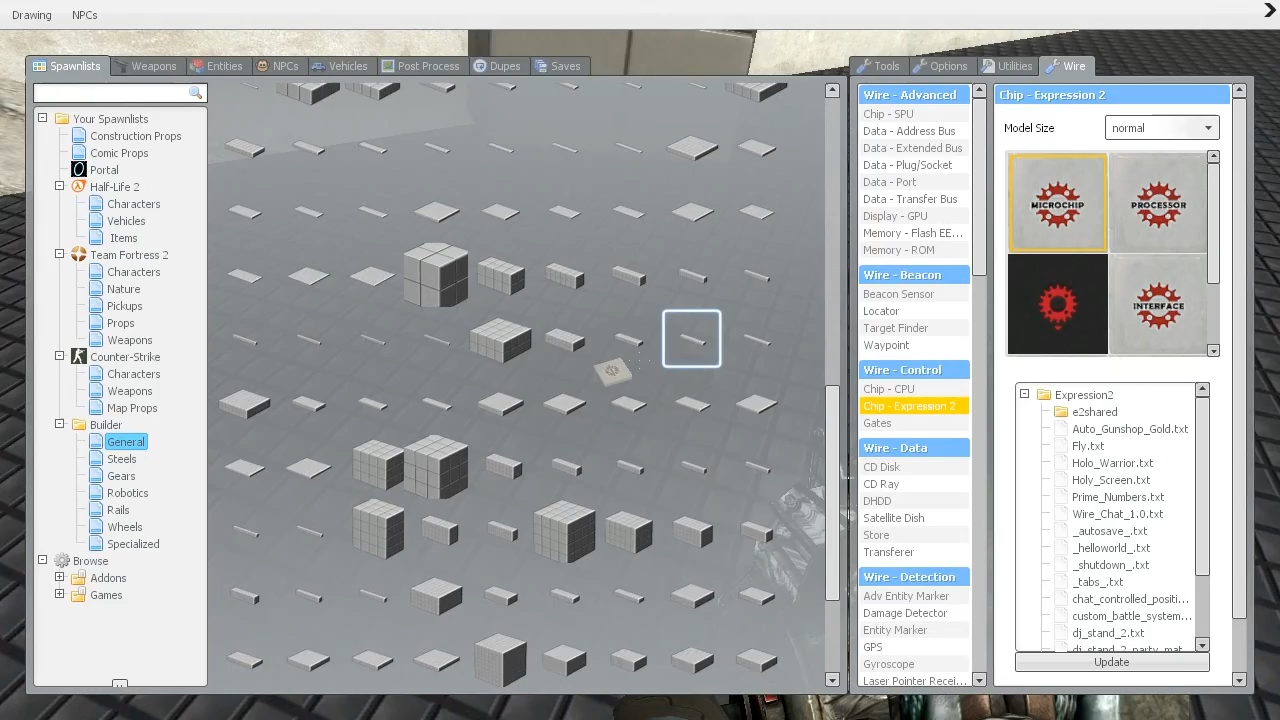 Drawing NPCs
Spawnlists Weapons Entities NPCs Vehicles Post Process Dupes Saves
Your Spawnlists
Construction Props
Comic Props
Portal
Half-Life 2
Characters
Vehicles
Items
Team Fortress 2
Characters
Nature
Pickups
Props
Weapons
Counter-Strike
Characters
Weapons
Map Props
Builder
General
Steels
Gears
Robotics
Rails
Wheels
Specialized
Browse
Addons
Games
Tools Options Utilities Wire
Wire - Advanced
Chip - SPU
Data - Address Bus
Data - Extended Bus
Data - Plug/Socket
Data - Port
Data - Transfer Bus
Display - GPU
Memory - Flash EE...
Memory - ROM
Wire - Beacon
Beacon Sensor
Locator
Target Finder
Waypoint
Wire - Control
Chip - CPU
Chip - Expression 2
Gates
Wire - Data
CD Disk
CD Ray
DHDD
Satellite Dish
Store
Transferer
Wire - Detection
Adv Entity Marker
Damage Detector
Entity Marker
GPS
Gyroscope
Laser Pointer Recei...
Chip - Expression 2
Model Size normal
MICROCHIP PROCESSOR
INTERFACE
Expression2
e2shared
Auto_Gunshop_Gold.txt
Fly.txt
Holo_Warrior.txt
Holy_Screen.txt
Prime_Numbers.txt
Wire_Chat_1.0.txt
_autosave_.txt
_helloworld_.txt
_shutdown_.txt
_tabs_.txt
chat_controlled_positi...
custom_battle_system...
dj_stand_2.txt
dj_stand_2_party_mat...
Update